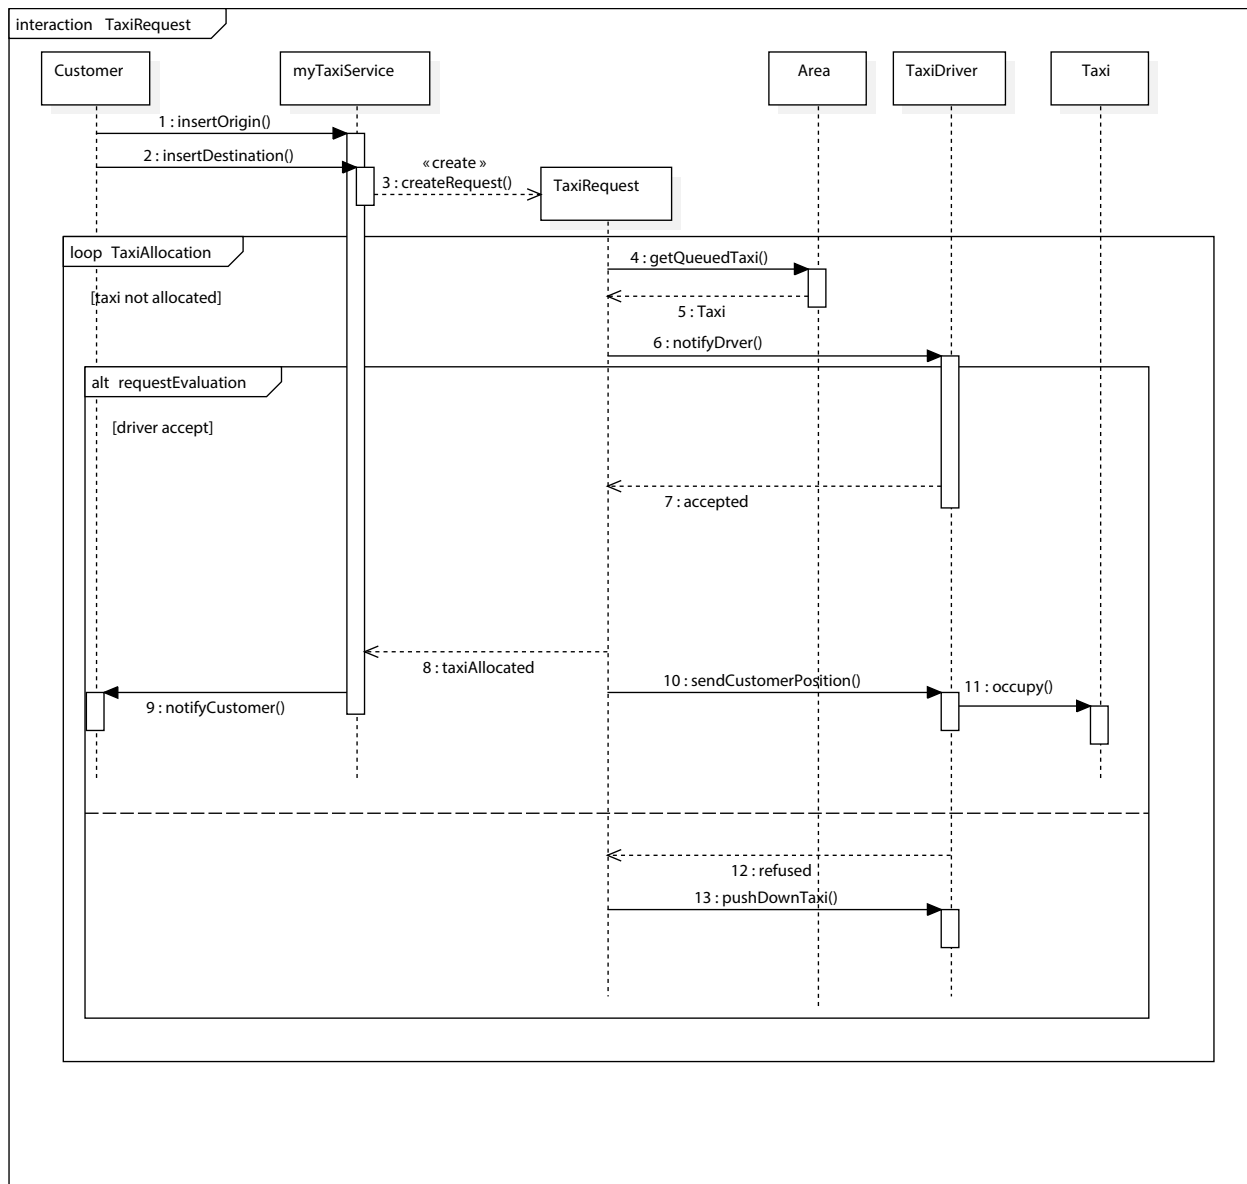 interaction TaxiRequest
Customer
myTaxiService
Area
TaxiDriver
Taxi
1 : insertOrigin()
2 : insertDestination()
«create »
3 : createRequest()
TaxiRequest
loop TaxiAllocation
4 : getQueuedTaxi()
[taxi not allocated]
5 : Taxi
6 : notifyDrver()
alt requestEvaluation
[driver accept]
7 : accepted
8 : taxiAllocated
10 : sendCustomerPosition()
11 : occupy()
9 : notifyCustomer()
12 : refused
13 : pushDownTaxi()